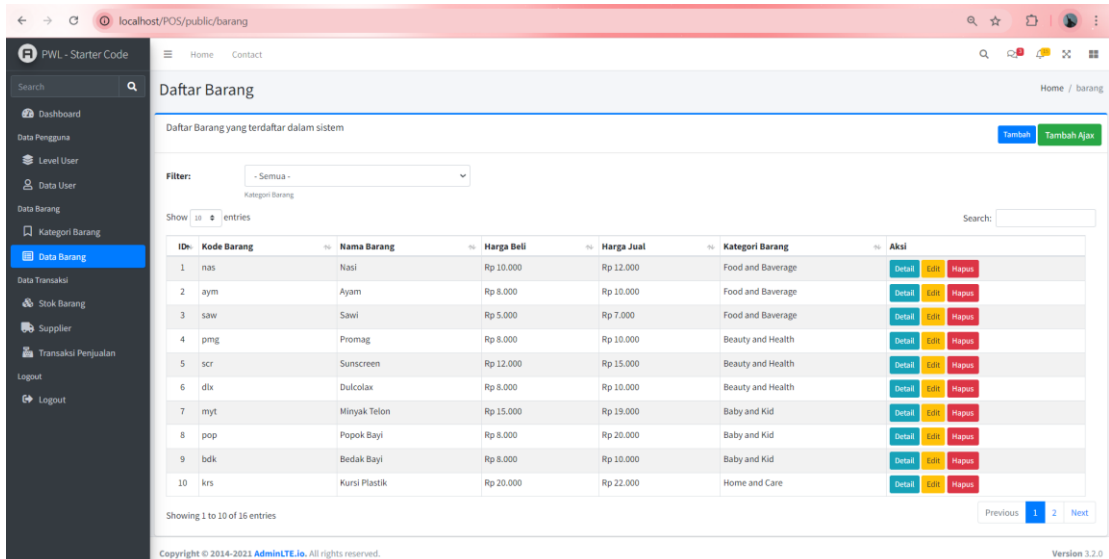 localhost/POS/public/barang
PWL - Starter Code
Home Contact
Search
Daftar Barang
Home / barang
Dashboard
Data Pengguna
Level User
Data User
Data Barang
Kategori Barang
Data Barang
Data Transaksi
Stok Barang
Supplier
Transaksi Penjualan
Logout
Logout
Daftar Barang yang terdaftar dalam sistem
Tambah Tambah Ajax
Filter: - Semua -
Kategori Barang
Show 10 entries
Search:
ID Kode Barang Nama Barang Harga Beli Harga Jual Kategori Barang Aksi
1 nas Nasi Rp 10.000 Rp 12.000 Food and Baverage Detail Edit Hapus
2 aym Ayam Rp 8.000 Rp 10.000 Food and Baverage Detail Edit Hapus
3 saw Sawi Rp 5.000 Rp 7.000 Food and Baverage Detail Edit Hapus
4 pmg Promag Rp 8.000 Rp 10.000 Beauty and Health Detail Edit Hapus
5 scr Sunscreen Rp 12.000 Rp 15.000 Beauty and Health Detail Edit Hapus
6 dlx Dulcolax Rp 8.000 Rp 10.000 Beauty and Health Detail Edit Hapus
7 myt Minyak Telon Rp 15.000 Rp 19.000 Baby and Kid Detail Edit Hapus
8 pop Popok Bayi Rp 8.000 Rp 20.000 Baby and Kid Detail Edit Hapus
9 bdk Bedak Bayi Rp 8.000 Rp 10.000 Baby and Kid Detail Edit Hapus
10 krs Kursi Plastik Rp 20.000 Rp 22.000 Home and Care Detail Edit Hapus
Showing 1 to 10 of 16 entries
Previous 1 2 Next
Copyright © 2014-2021 AdminLTE.io. All rights reserved.
Version 3.2.0